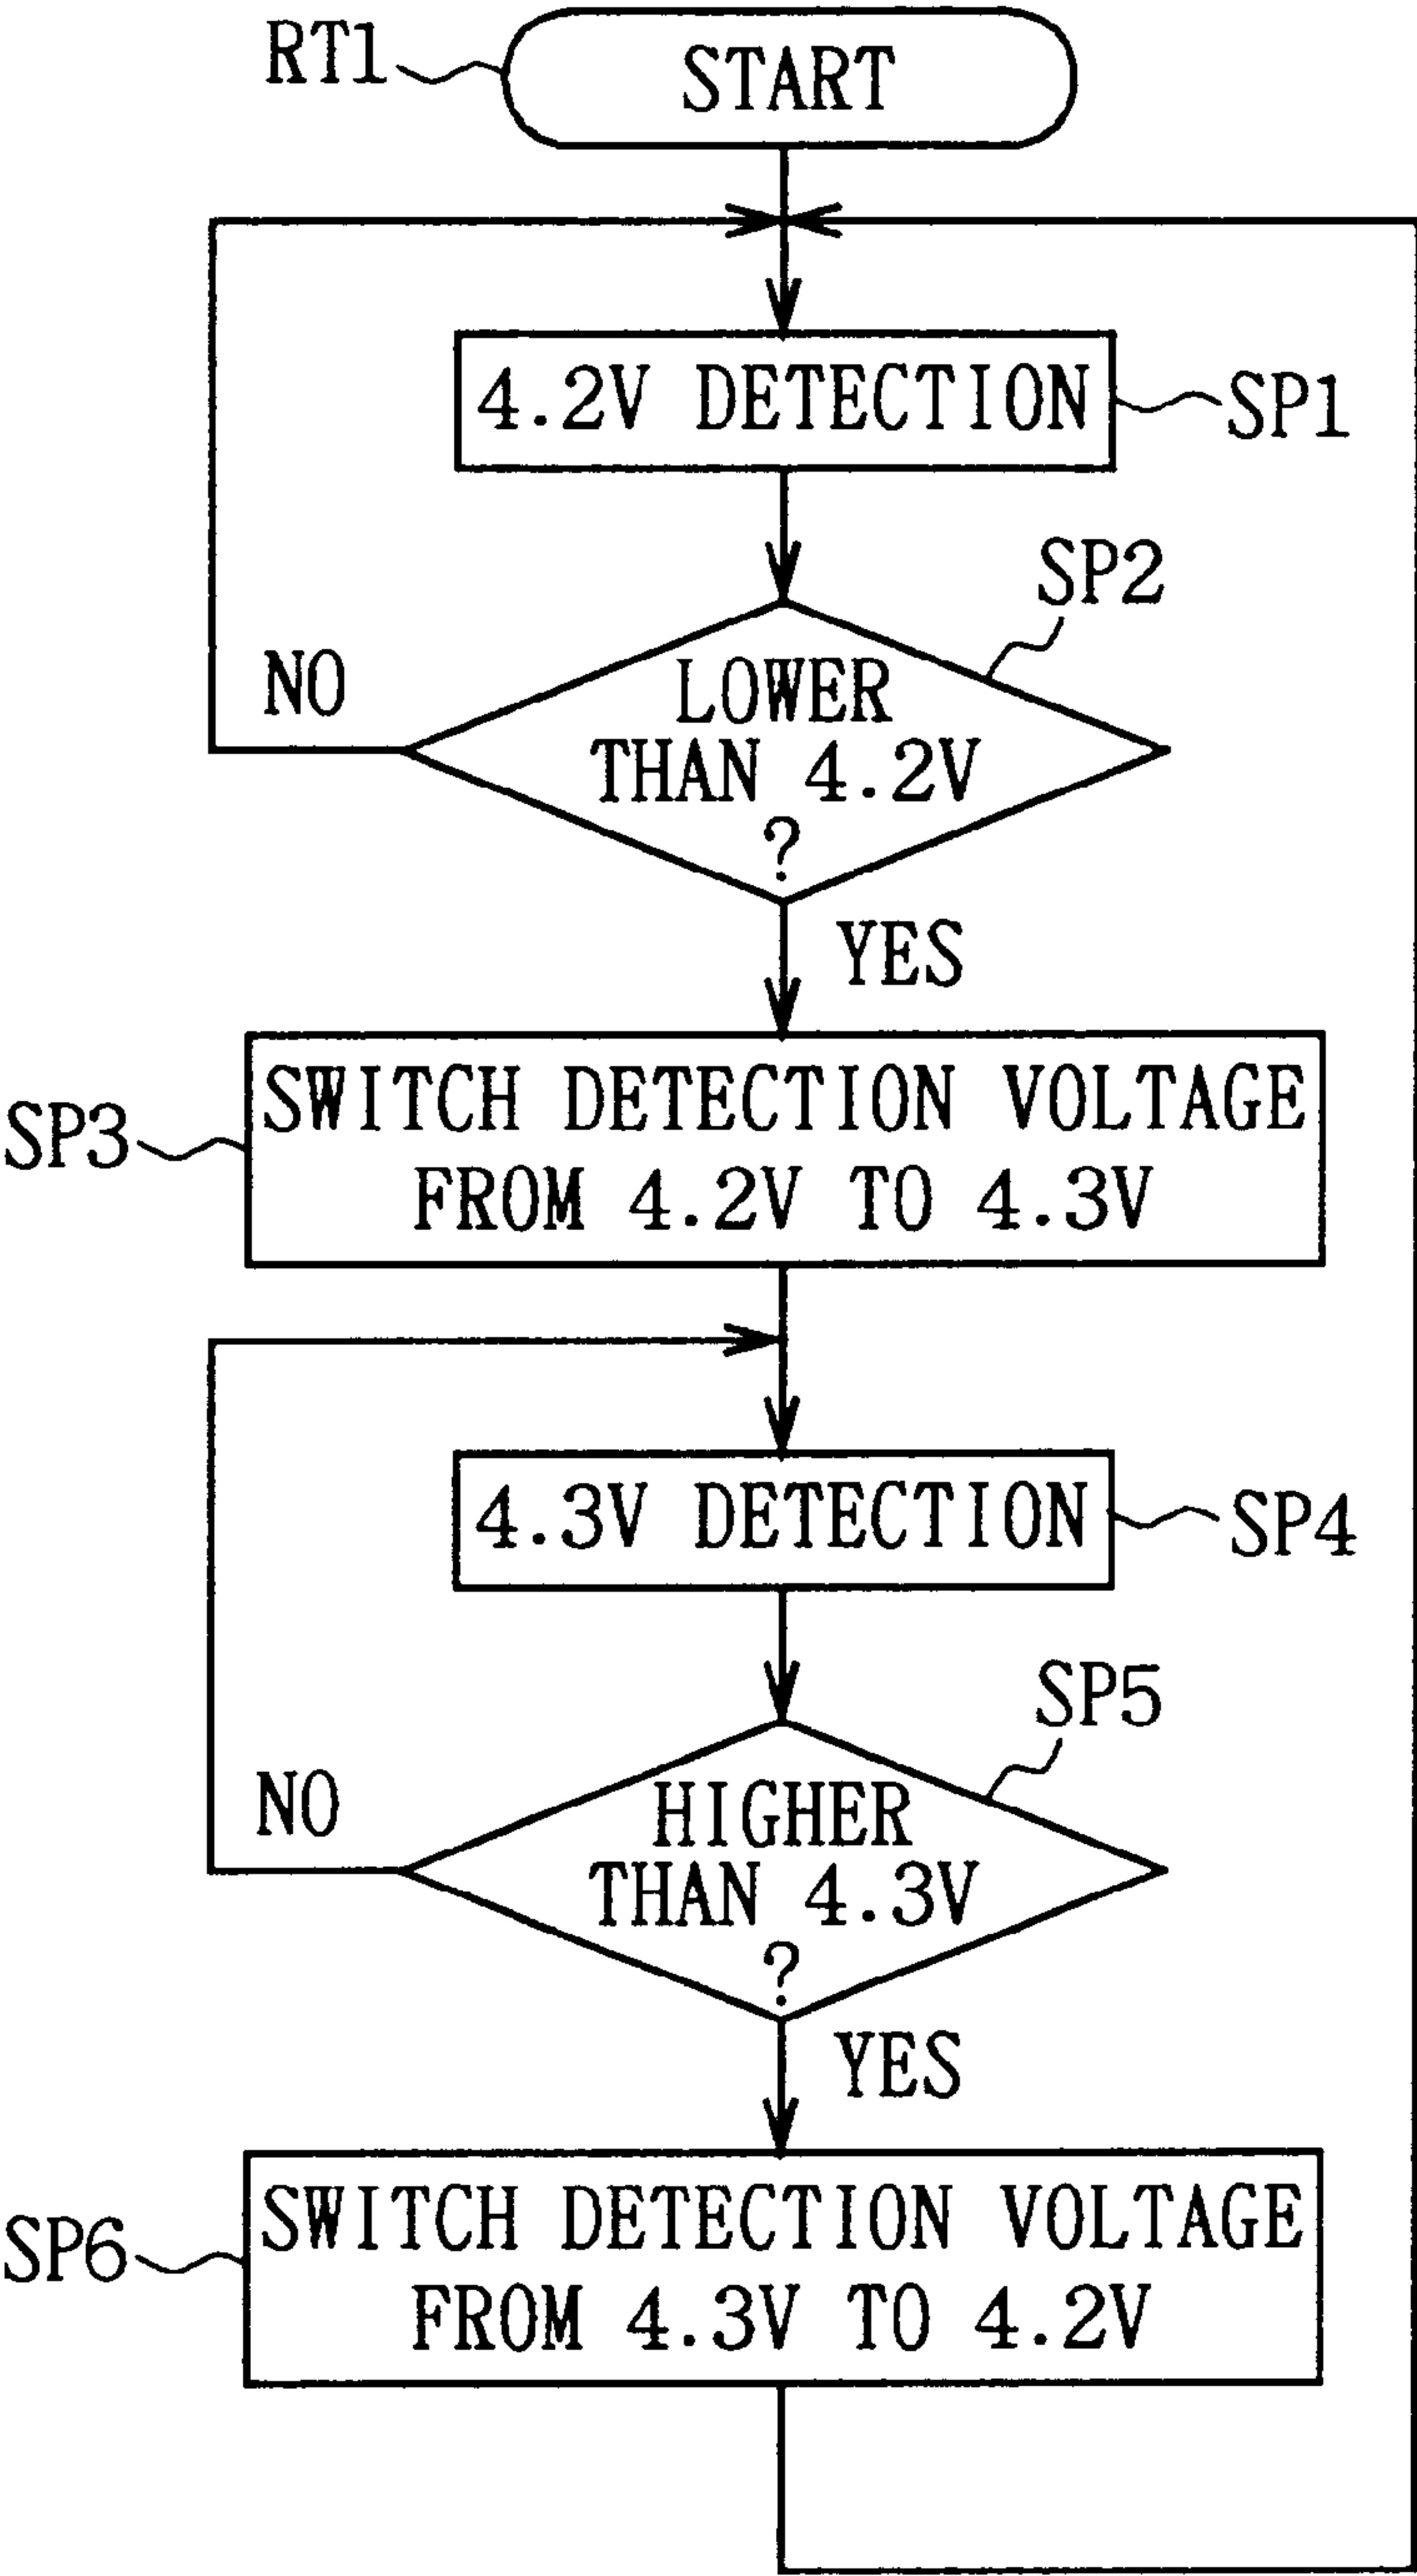 RT1
START
4.2V DETECTION
SP1
SP2
LOWER
THAN 4.2V
?
NO
YES
SWITCH DETECTION VOLTAGE
FROM 4.2V TO 4.3V
SP3
4.3V DETECTION
SP4
SP5
HIGHER
THAN 4.3V
?
NO
YES
SWITCH DETECTION VOLTAGE
FROM 4.3V TO 4.2V
SP6